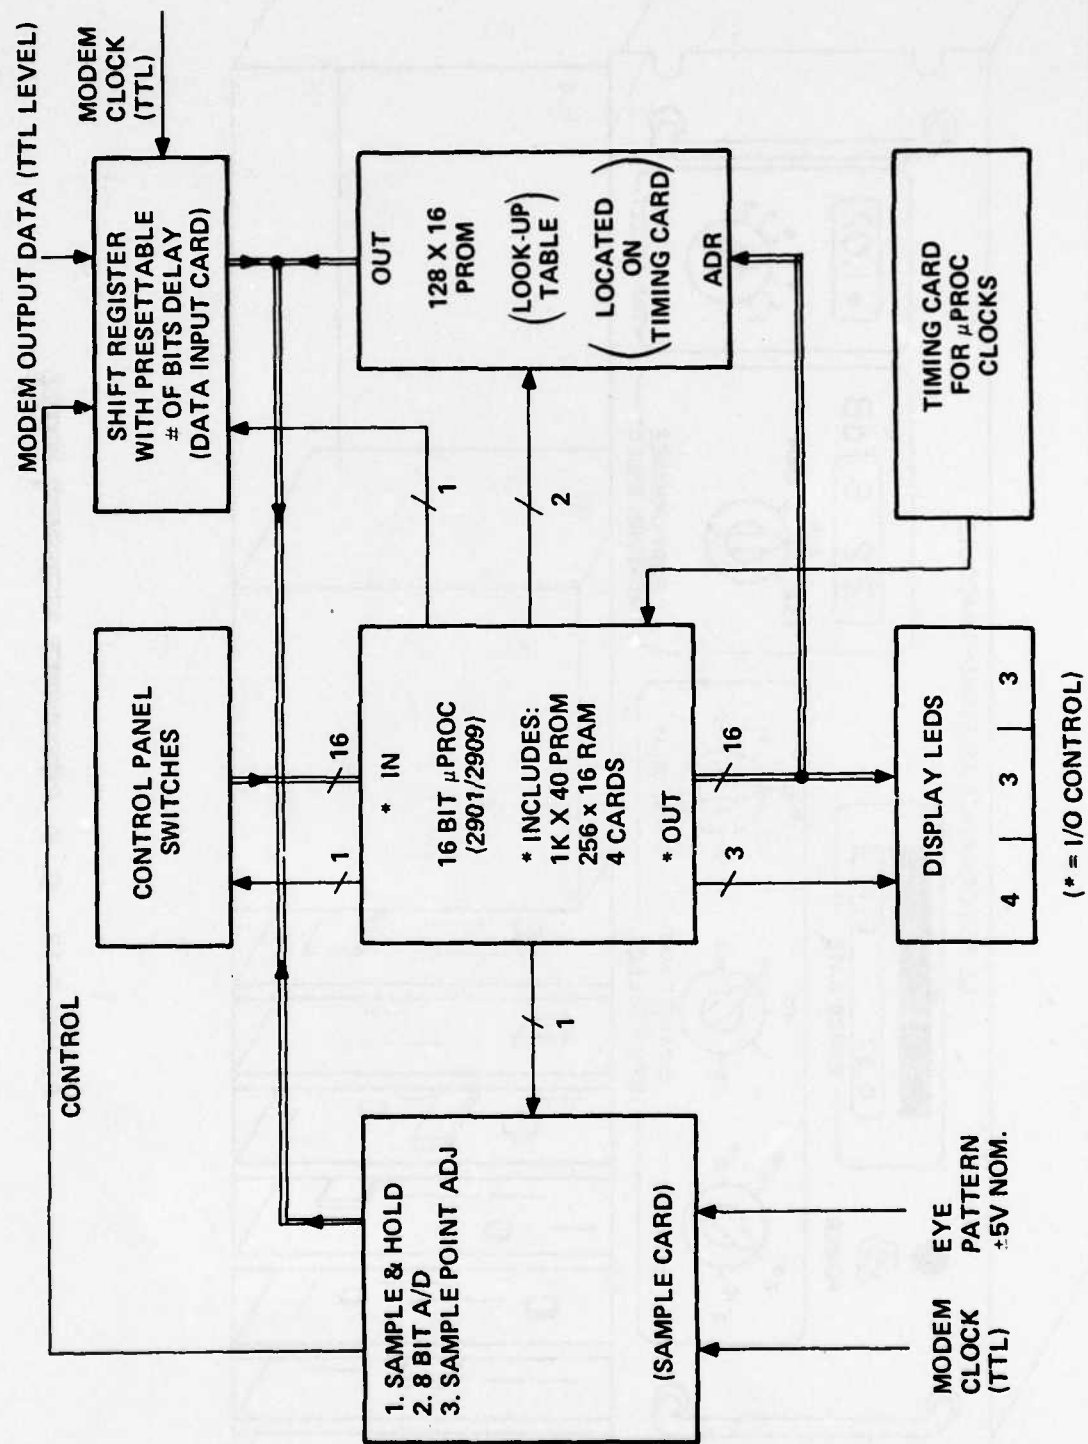 MODEM OUTPUT DATA (TTL LEVEL)
MODEM
CLOCK
(TTL)
CONTROL
SHIFT REGISTER
WITH PRESETTABLE
# OF BITS DELAY
(DATA INPUT CARD)
CONTROL PANEL
SWITCHES
1
16
1
1. SAMPLE & HOLD
2. 8 BIT A/D
3. SAMPLE POINT ADJ
(SAMPLE CARD)
1
* IN
16 BIT μPROC
(2901/2909)
* INCLUDES:
1K X 40 PROM
256 x 16 RAM
4 CARDS
* OUT
2
OUT
128 X 16
PROM
(LOOK-UP
TABLE)
(LOCATED
ON
TIMING CARD)
ADR
3
16
MODEM
CLOCK
(TTL)
EYE
PATTERN
±5V NOM.
DISPLAY LEDS
4 3 3
TIMING CARD
FOR μPROC
CLOCKS
(* = I/O CONTROL)